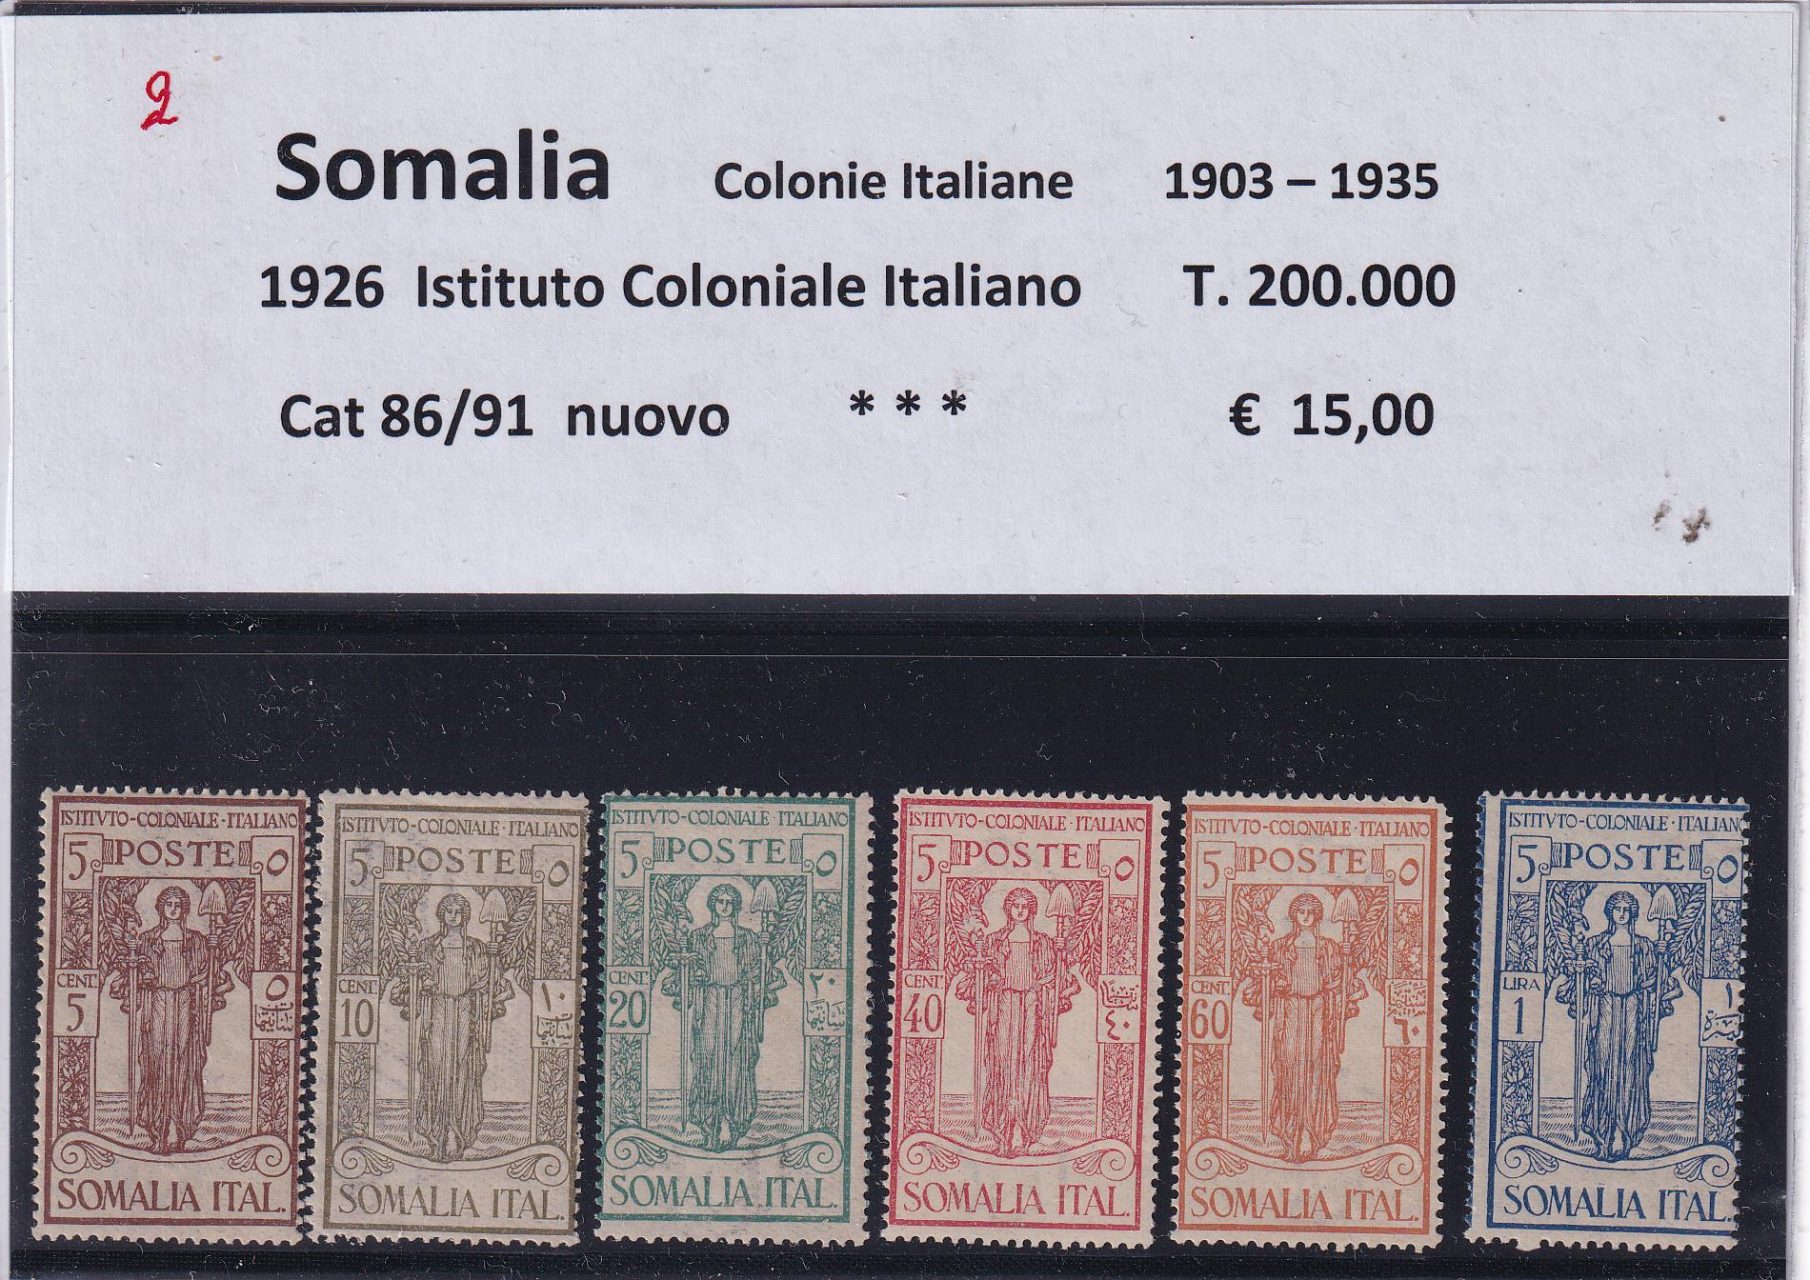 2
Somalia Colonie Italiane 1903 – 1935
1926 Istituto Coloniale Italiano T. 200.000
Cat 86/91 nuovo * * * € 15,00
ISTITVTO-COLONIALE·ITALIANO
5 POSTE ٥
CENT. 5 ٥
SOMALIA ITAL.
ISTITVTO-COLONIALE·ITALIANO
5 POSTE ٥
CENT. 10 ١٠
SOMALIA ITAL.
ISTITVTO-COLONIALE·ITALIANO
5 POSTE ٥
CENT. 20 ٢٠
SOMALIA ITAL.
ISTITVTO-COLONIALE·ITALIANO
5 POSTE ٥
CENT. 40 ٤٠
SOMALIA ITAL.
ISTITVTO-COLONIALE·ITALIANO
5 POSTE ٥
CENT. 60 ٦٠
SOMALIA ITAL.
ISTITVTO-COLONIALE·ITALIANO
5 POSTE ٥
LIRA 1 ١
SOMALIA ITAL.